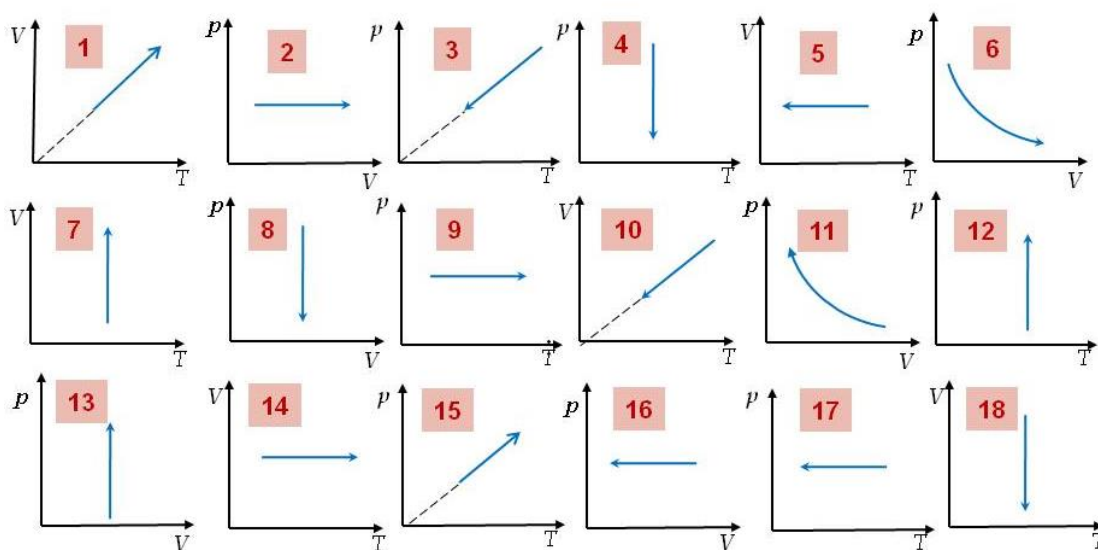 V 1 T
p 2 V
p 3 T
p 4 T
V 5 T
p 6 V
V 7 T
p 8 V
p 9 T
V 10 T
p 11 V
p 12 T
p 13 V
V 14 T
p 15 T
p 16 V
p 17 T
V 18 T